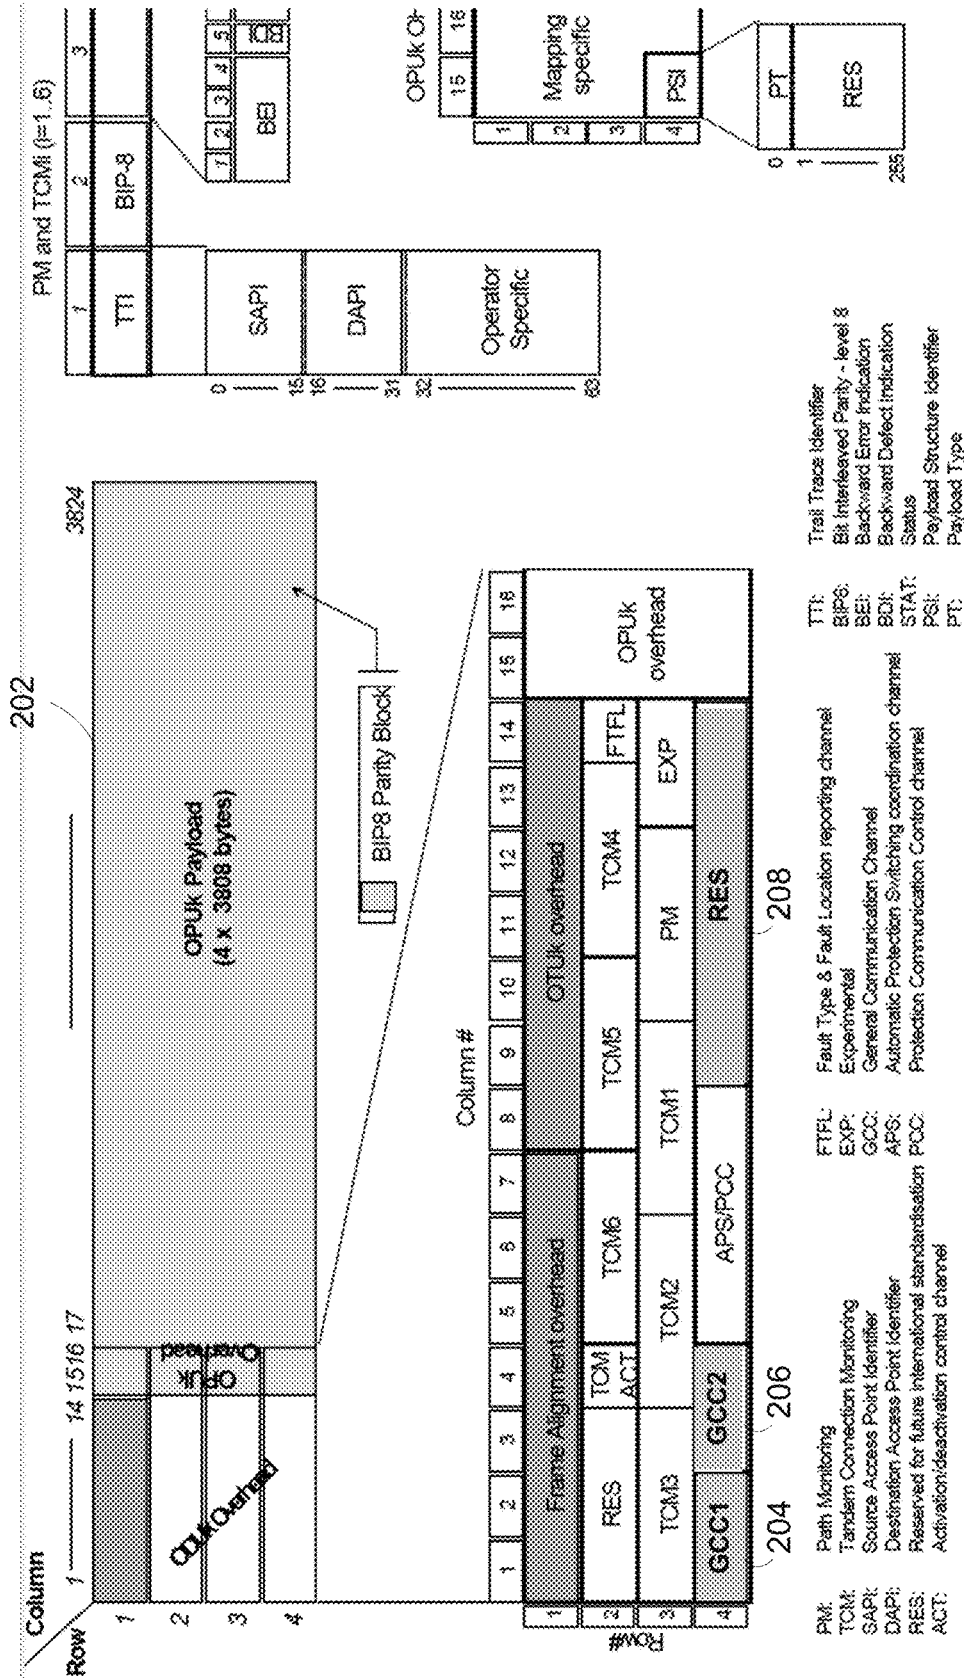 Column
Row
1
14 1516 17
3824
202
1
2
3
4
ODUk Overhead
OPUk
Overhead
OPUk Payload
(4 x 3808 bytes)
BIP8 Parity Block
PM and TCMi (i=1..6)
1 2 3
TTI BIP-8
0
15
16
31
32
63
SAPI
DAPI
Operator
Specific
1 2 3 4 5
BEI
OPUk
15 16
1
2
3
4
Mapping
specific
PSI
0
1
255
PT
RES
Column #
1 2 3 4 5 6 7 8 9 10 11 12 13 14 15 16
Row#
1 Frame Alignment overhead OTUk overhead
OPUk
overhead
2 RES TCM
ACT TCM6 TCM5 TCM4 FTFL
3 TCM3 TCM2 TCM1 PM EXP
4 GCC1 GCC2 APS/PCC RES
204 206 208
PM: Path Monitoring
TCM: Tandem Connection Monitoring
SAPI: Source Access Point Identifier
DAPI: Destination Access Point Identifier
RES: Reserved for future international standardisation
ACT: Activation/deactivation control channel
FTFL: Fault Type & Fault Location reporting channel
EXP: Experimental
GCC: General Communication Channel
APS: Automatic Protection Switching coordination channel
PCC: Protection Communication Control channel
TTI: Trail Trace Identifier
BIP8: Bit Interleaved Parity - level 8
BEI: Backward Error Indication
BDI: Backward Defect Indication
STAT: Status
PSI: Payload Structure Identifier
PT: Payload Type